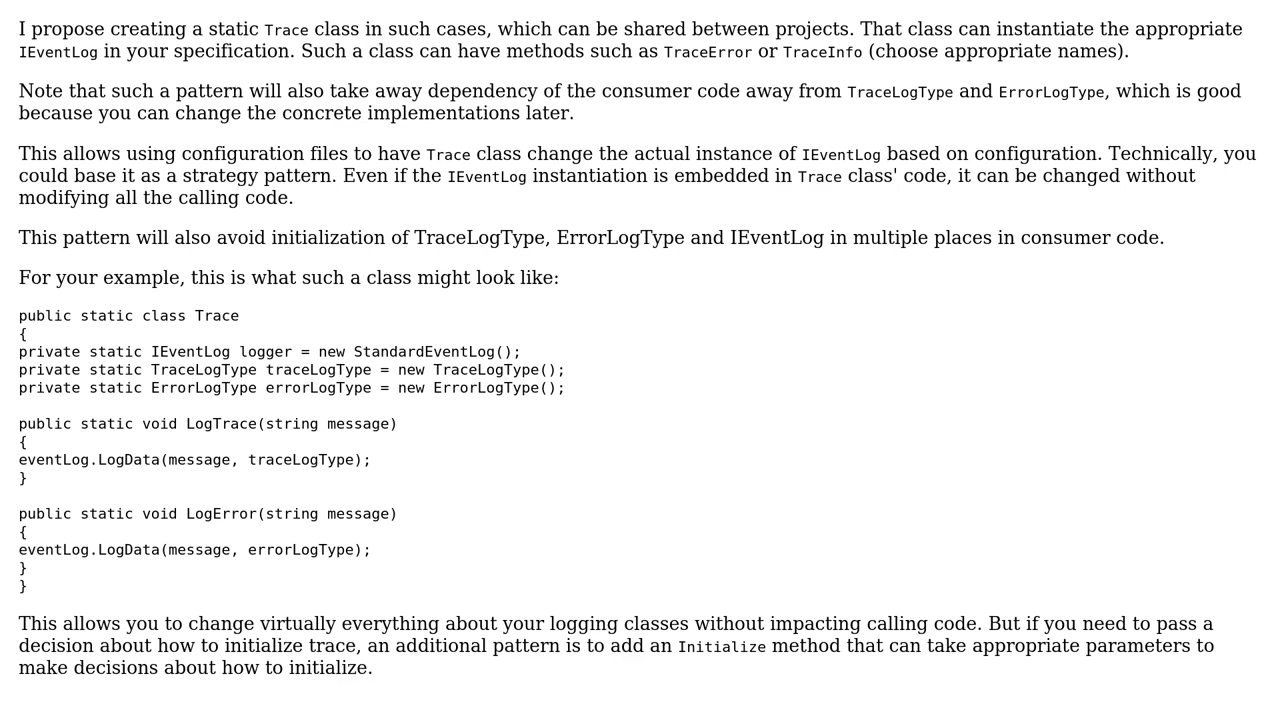 I propose creating a static Trace class in such cases, which can be shared between projects. That class can instantiate the appropriate
IEventLog in your specification. Such a class can have methods such as TraceError or TraceInfo (choose appropriate names).
Note that such a pattern will also take away dependency of the consumer code away from TraceLogType and ErrorLogType, which is good
because you can change the concrete implementations later.
This allows using configuration files to have Trace class change the actual instance of IEventLog based on configuration. Technically, you
could base it as a strategy pattern. Even if the IEventLog instantiation is embedded in Trace class' code, it can be changed without
modifying all the calling code.
This pattern will also avoid initialization of TraceLogType, ErrorLogType and IEventLog in multiple places in consumer code.
For your example, this is what such a class might look like:
public static class Trace
{
private static IEventLog logger = new StandardEventLog();
private static TraceLogType traceLogType = new TraceLogType();
private static ErrorLogType errorLogType = new ErrorLogType();
public static void LogTrace(string message)
{
eventLog.LogData(message, traceLogType);
}
public static void LogError(string message)
{
eventLog.LogData(message, errorLogType);
}
}
This allows you to change virtually everything about your logging classes without impacting calling code. But if you need to pass a
decision about how to initialize trace, an additional pattern is to add an Initialize method that can take appropriate parameters to
make decisions about how to initialize.